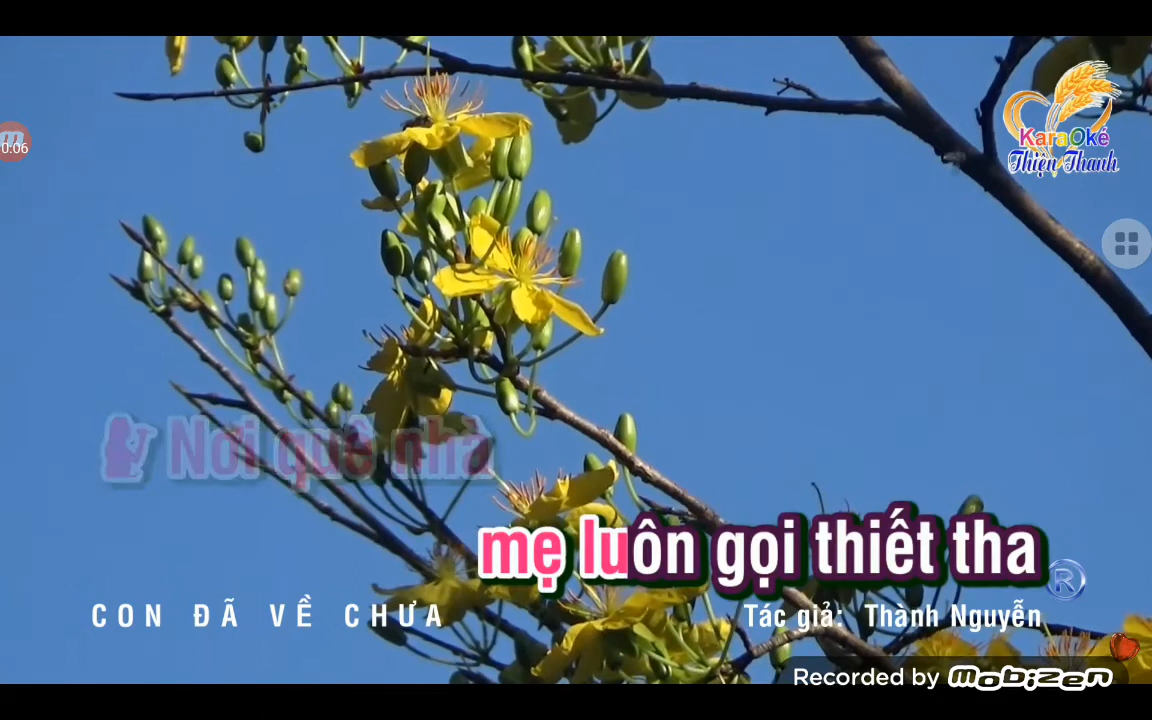 0:06
KaraOké
Thiện Thanh
Nơi quê nhà
mẹ luôn gọi thiết tha
R
CON ĐÃ VỀ CHƯA
Tác giả: Thành Nguyễn
Recorded by mobizen